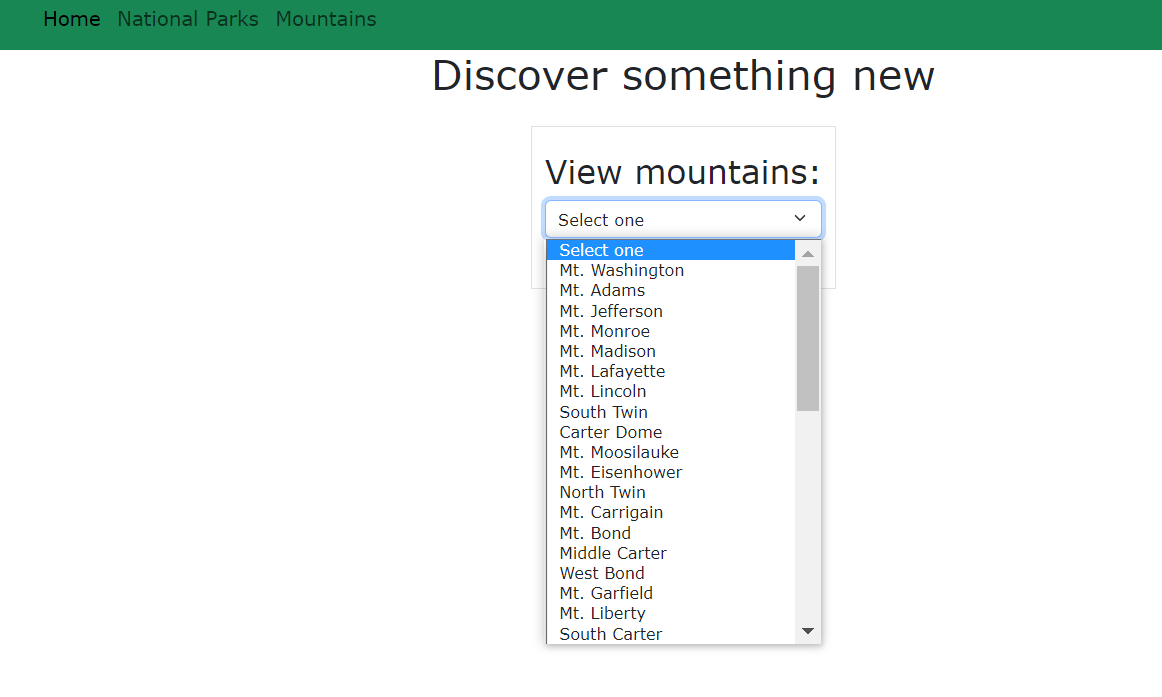 Home National Parks Mountains
Discover something new
View mountains:
Select one
Select one
Mt. Washington
Mt. Adams
Mt. Jefferson
Mt. Monroe
Mt. Madison
Mt. Lafayette
Mt. Lincoln
South Twin
Carter Dome
Mt. Moosilauke
Mt. Eisenhower
North Twin
Mt. Carrigain
Mt. Bond
Middle Carter
West Bond
Mt. Garfield
Mt. Liberty
South Carter